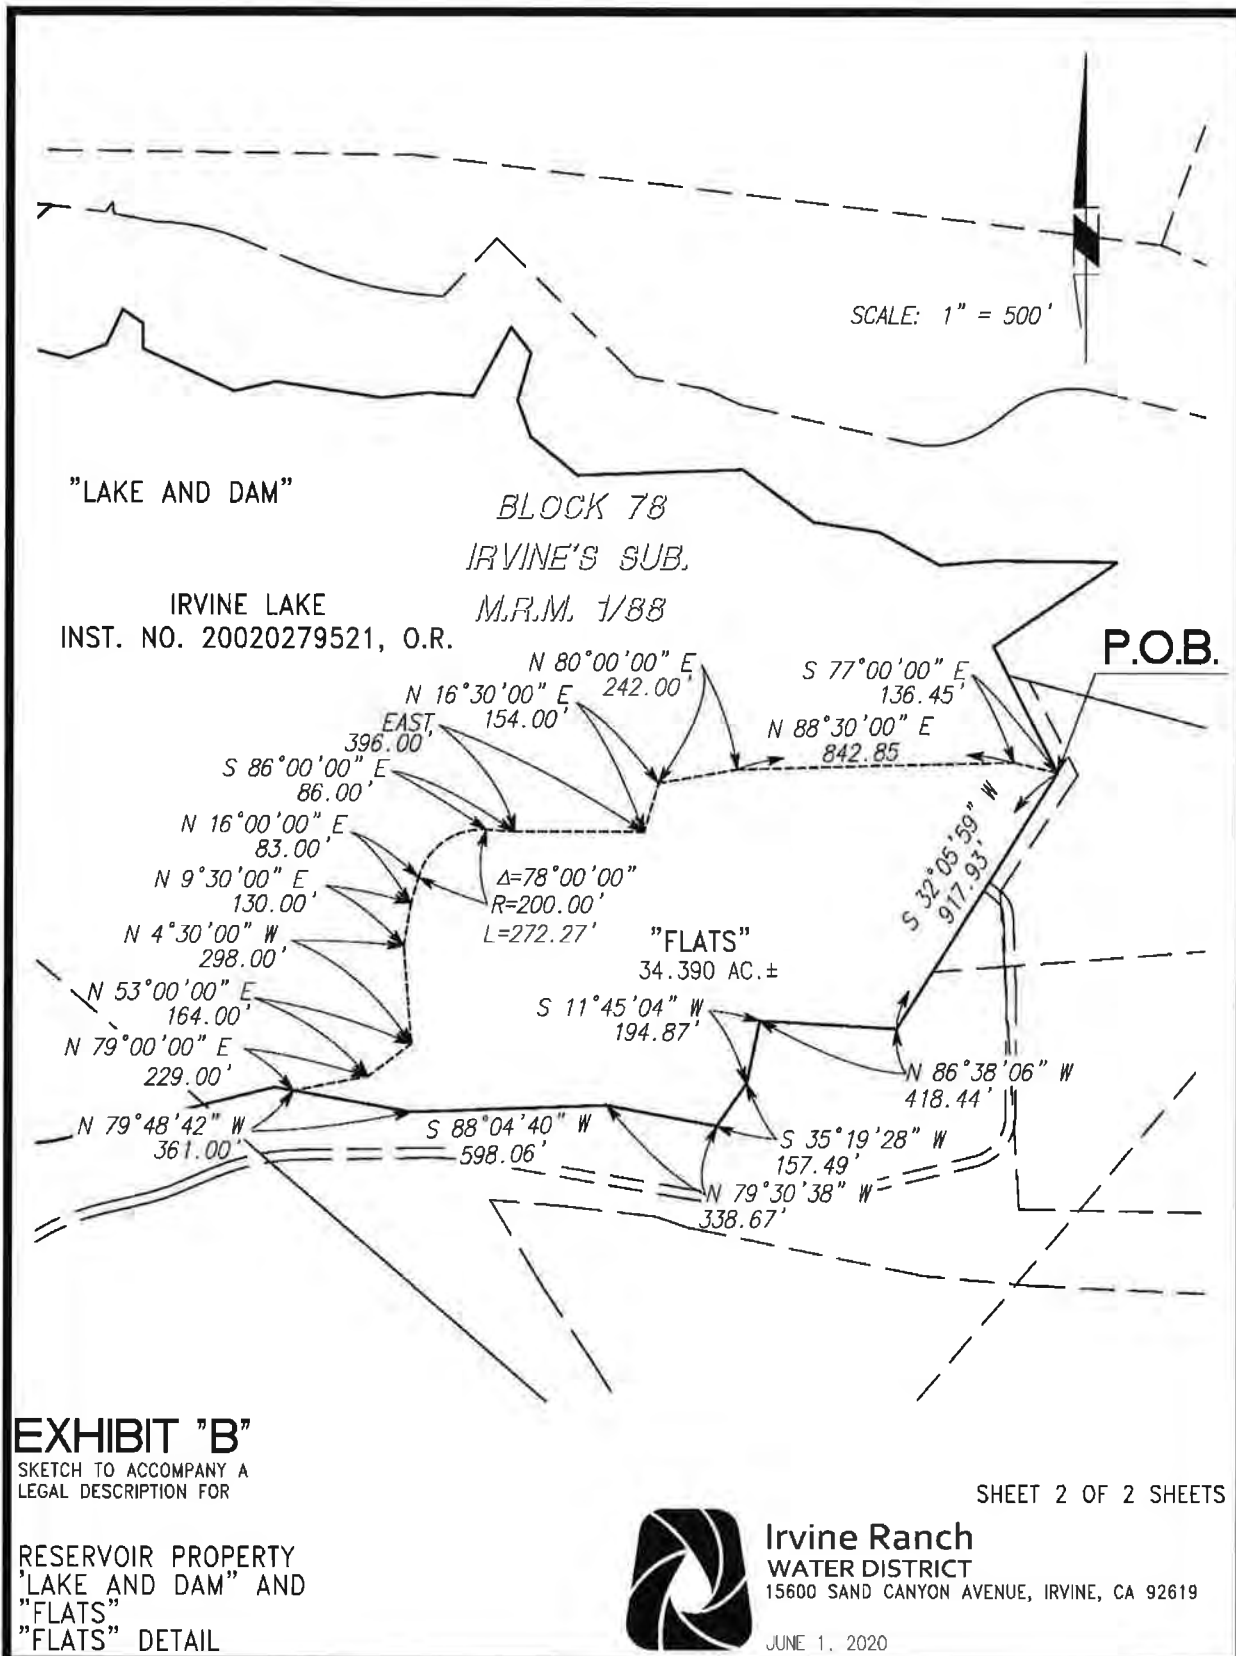 SCALE: 1" = 500'
"LAKE AND DAM"
BLOCK 78
IRVINE'S SUB.
M.R.M. 1/88
IRVINE LAKE
INST. NO. 20020279521, O.R.
P.O.B.
N 80°00'00" E
242.00'
S 77°00'00" E
136.45'
N 16°30'00" E
154.00'
EAST
396.00'
N 88°30'00" E
842.85
S 86°00'00" E
86.00'
N 16°00'00" E
83.00'
N 9°30'00" E
130.00'
Δ=78°00'00"
R=200.00'
L=272.27'
S 32°05'59" W
917.93'
N 4°30'00" W
298.00'
"FLATS"
34.390 AC.±
N 53°00'00" E
164.00'
S 11°45'04" W
194.87'
N 79°00'00" E
229.00'
N 86°38'06" W
418.44'
N 79°48'42" W
361.00'
S 88°04'40" W
598.06'
S 35°19'28" W
157.49'
N 79°30'38" W
338.67'
EXHIBIT "B"
SKETCH TO ACCOMPANY A
LEGAL DESCRIPTION FOR
SHEET 2 OF 2 SHEETS
RESERVOIR PROPERTY
'LAKE AND DAM" AND
"FLATS"
"FLATS" DETAIL
Irvine Ranch
WATER DISTRICT
15600 SAND CANYON AVENUE, IRVINE, CA 92619
JUNE 1, 2020